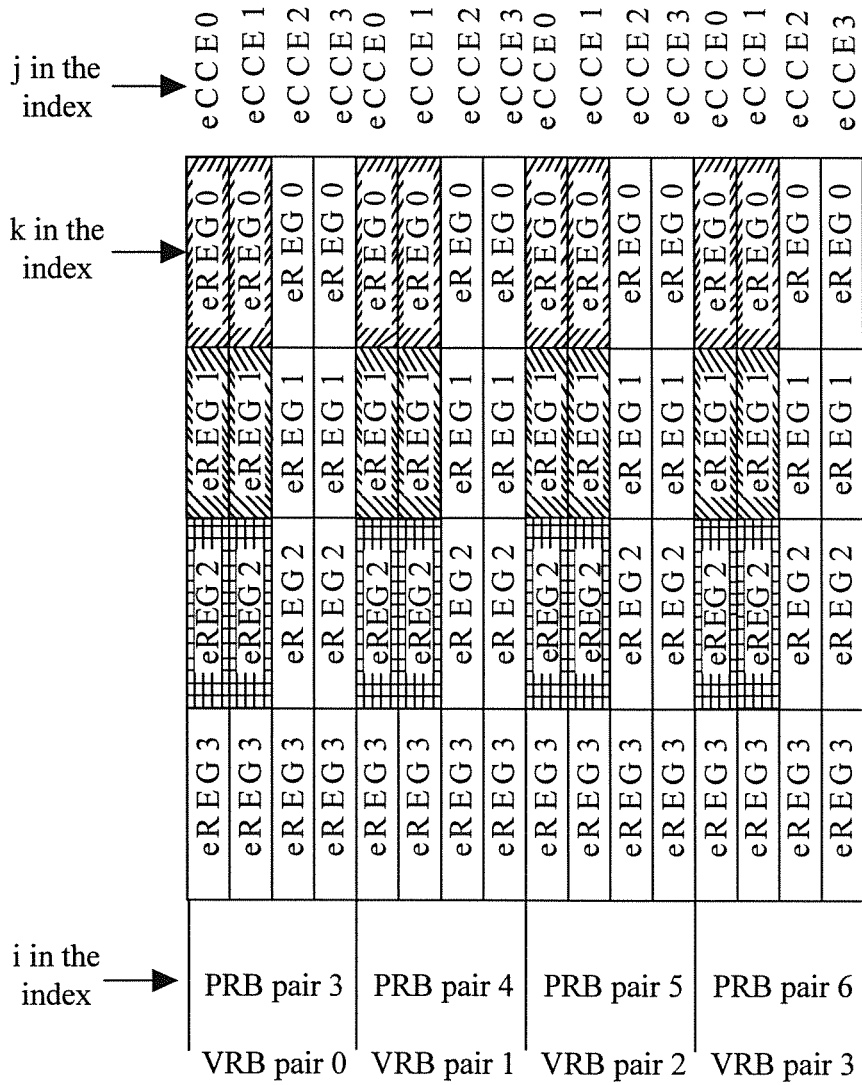 j in the
index
eCCE0 eCCE1 eCCE2 eCCE3 eCCE0 eCCE1 eCCE2 eCCE3 eCCE0 eCCE1 eCCE2 eCCE3 eCCE0 eCCE1 eCCE2 eCCE3
k in the
index
eREG0 eREG0 eREG0 eREG0 eREG0 eREG0 eREG0 eREG0 eREG0 eREG0 eREG0 eREG0 eREG0 eREG0 eREG0 eREG0
eREG1 eREG1 eREG1 eREG1 eREG1 eREG1 eREG1 eREG1 eREG1 eREG1 eREG1 eREG1 eREG1 eREG1 eREG1 eREG1
eREG2 eREG2 eREG2 eREG2 eREG2 eREG2 eREG2 eREG2 eREG2 eREG2 eREG2 eREG2 eREG2 eREG2 eREG2 eREG2
eREG3 eREG3 eREG3 eREG3 eREG3 eREG3 eREG3 eREG3 eREG3 eREG3 eREG3 eREG3 eREG3 eREG3 eREG3 eREG3
i in the
index
PRB pair 3 PRB pair 4 PRB pair 5 PRB pair 6
VRB pair 0 VRB pair 1 VRB pair 2 VRB pair 3